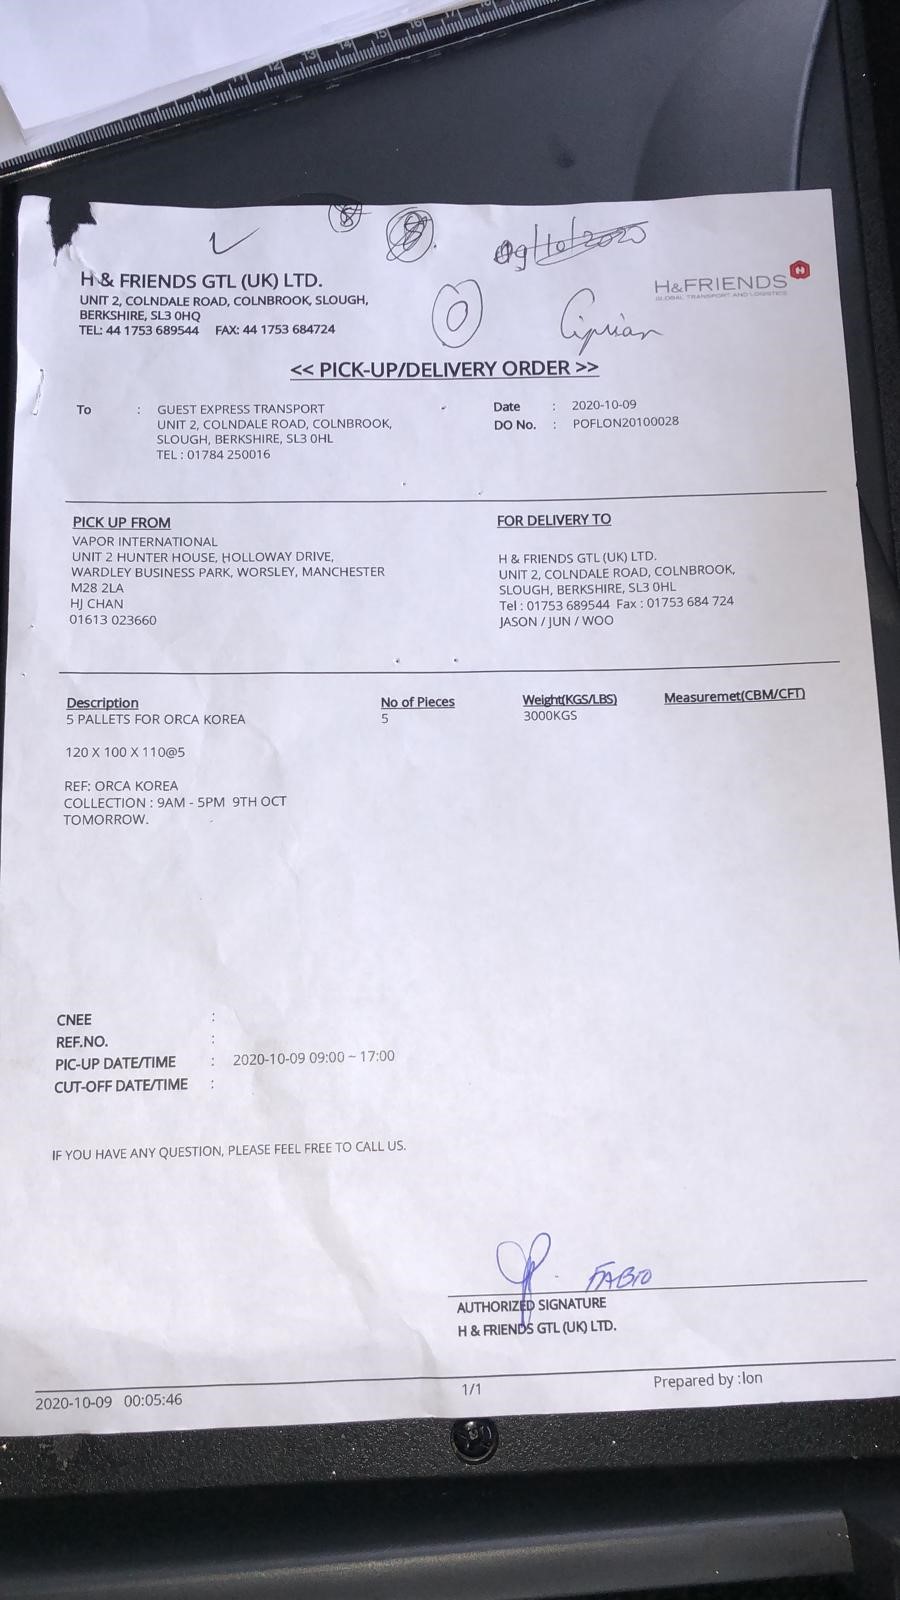 12 13 14 15 16 17 18
8
8
09/10/2020
H & FRIENDS GTL (UK) LTD.
UNIT 2, COLNDALE ROAD, COLNBROOK, SLOUGH,
BERKSHIRE, SL3 0HQ
TEL: 44 1753 689544 FAX: 44 1753 684724
H&FRIENDS
GLOBAL TRANSPORT AND LOGISTICS
0
Ciprian
<< PICK-UP/DELIVERY ORDER >>
To : GUEST EXPRESS TRANSPORT
UNIT 2, COLNDALE ROAD, COLNBROOK,
SLOUGH, BERKSHIRE, SL3 0HL
TEL : 01784 250016
Date : 2020-10-09
DO No. : POFLON20100028
PICK UP FROM
VAPOR INTERNATIONAL
UNIT 2 HUNTER HOUSE, HOLLOWAY DRIVE,
WARDLEY BUSINESS PARK, WORSLEY, MANCHESTER
M28 2LA
HJ CHAN
01613 023660
FOR DELIVERY TO
H & FRIENDS GTL (UK) LTD.
UNIT 2, COLNDALE ROAD, COLNBROOK,
SLOUGH, BERKSHIRE, SL3 0HL
Tel : 01753 689544 Fax : 01753 684 724
JASON / JUN / WOO
Description No of Pieces Weight(KGS/LBS) Measuremet(CBM/CFT)
5 PALLETS FOR ORCA KOREA 5 3000KGS
120 X 100 X 110@5
REF: ORCA KOREA
COLLECTION : 9AM - 5PM 9TH OCT
TOMORROW.
CNEE :
REF.NO. :
PIC-UP DATE/TIME : 2020-10-09 09:00 ~ 17:00
CUT-OFF DATE/TIME :
IF YOU HAVE ANY QUESTION, PLEASE FEEL FREE TO CALL US.
FABIO
AUTHORIZED SIGNATURE
H & FRIENDS GTL (UK) LTD.
2020-10-09 00:05:46 1/1 Prepared by :Ion